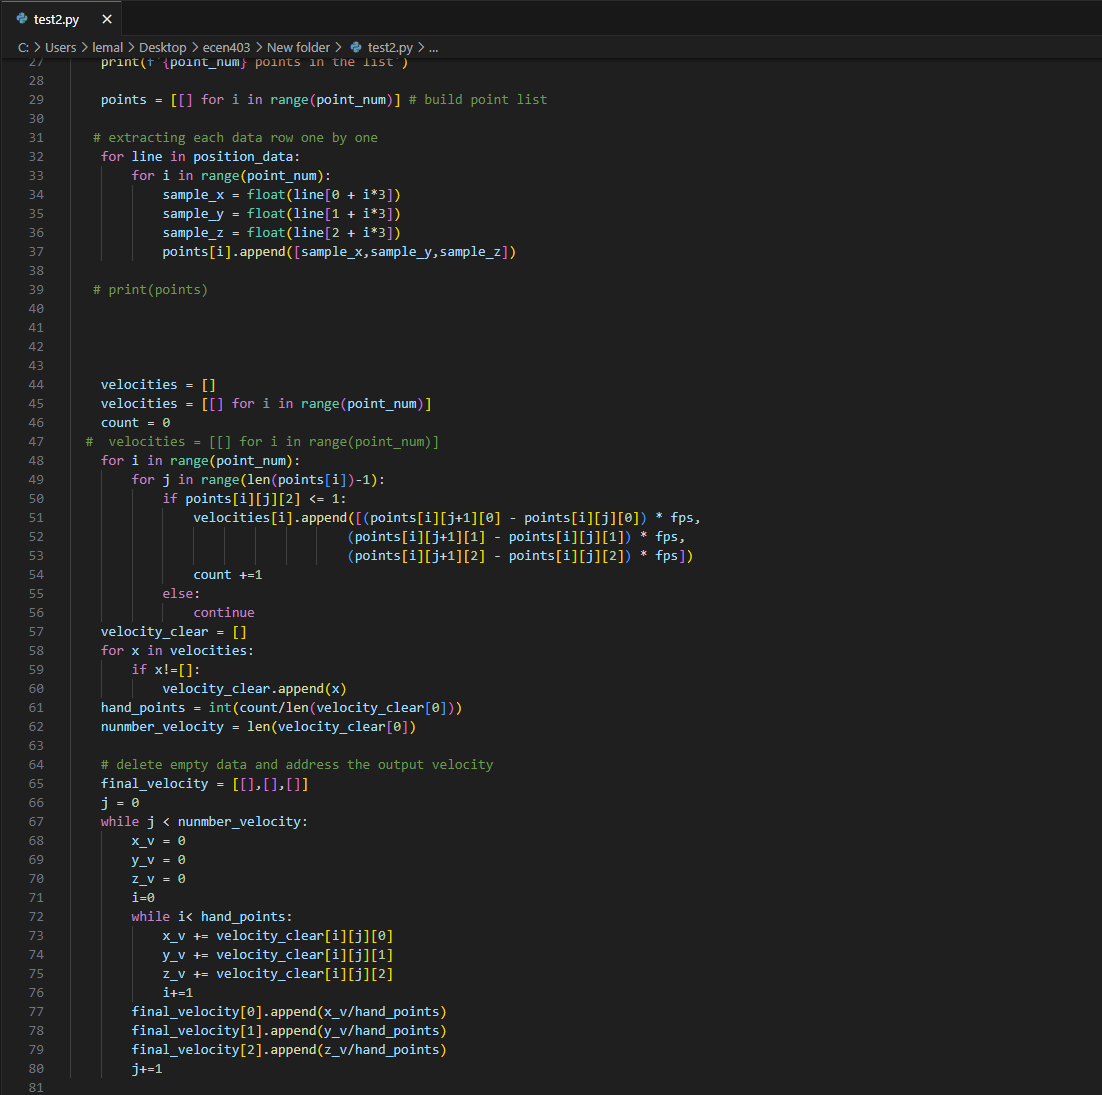 test2.py ×
C: > Users > lemal > Desktop > ecen403 > New folder > test2.py > ...
27 print(f'{point_num} points in the list')
28
29 points = [[] for i in range(point_num)] # build point list
30
31 # extracting each data row one by one
32 for line in position_data:
33 for i in range(point_num):
34 sample_x = float(line[0 + i*3])
35 sample_y = float(line[1 + i*3])
36 sample_z = float(line[2 + i*3])
37 points[i].append([sample_x,sample_y,sample_z])
38
39 # print(points)
40
41
42
43
44 velocities = []
45 velocities = [[] for i in range(point_num)]
46 count = 0
47 #  velocities = [[] for i in range(point_num)]
48 for i in range(point_num):
49 for j in range(len(points[i])-1):
50 if points[i][j][2] <= 1:
51 velocities[i].append([(points[i][j+1][0] - points[i][j][0]) * fps,
52 (points[i][j+1][1] - points[i][j][1]) * fps,
53 (points[i][j+1][2] - points[i][j][2]) * fps])
54 count +=1
55 else:
56 continue
57 velocity_clear = []
58 for x in velocities:
59 if x!=[]:
60 velocity_clear.append(x)
61 hand_points = int(count/len(velocity_clear[0]))
62 nunmber_velocity = len(velocity_clear[0])
63
64 # delete empty data and address the output velocity
65 final_velocity = [[],[],[]]
66 j = 0
67 while j < nunmber_velocity:
68 x_v = 0
69 y_v = 0
70 z_v = 0
71 i=0
72 while i< hand_points:
73 x_v += velocity_clear[i][j][0]
74 y_v += velocity_clear[i][j][1]
75 z_v += velocity_clear[i][j][2]
76 i+=1
77 final_velocity[0].append(x_v/hand_points)
78 final_velocity[1].append(y_v/hand_points)
79 final_velocity[2].append(z_v/hand_points)
80 j+=1
81